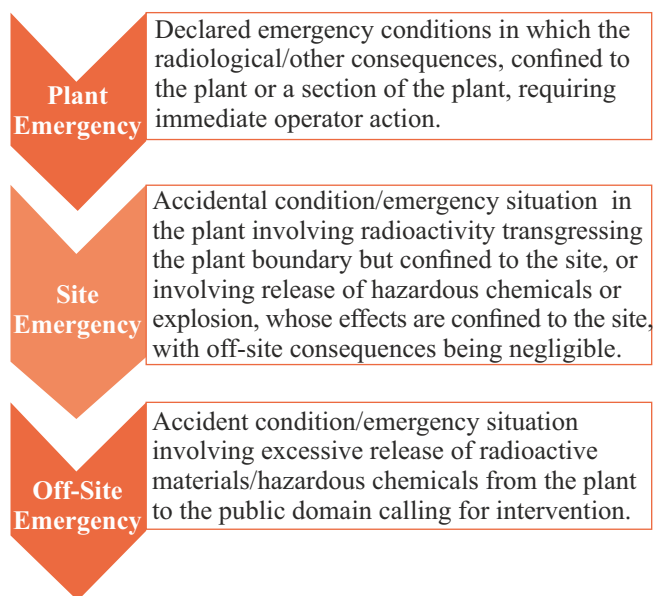 Plant
Emergency
Declared emergency conditions in which the
radiological/other consequences, confined to
the plant or a section of the plant, requiring
immediate operator action.
Site
Emergency
Accidental condition/emergency situation in
the plant involving radioactivity transgressing
the plant boundary but confined to the site, or
involving release of hazardous chemicals or
explosion, whose effects are confined to the site,
with off-site consequences being negligible.
Off-Site
Emergency
Accident condition/emergency situation
involving excessive release of radioactive
materials/hazardous chemicals from the plant
to the public domain calling for intervention.